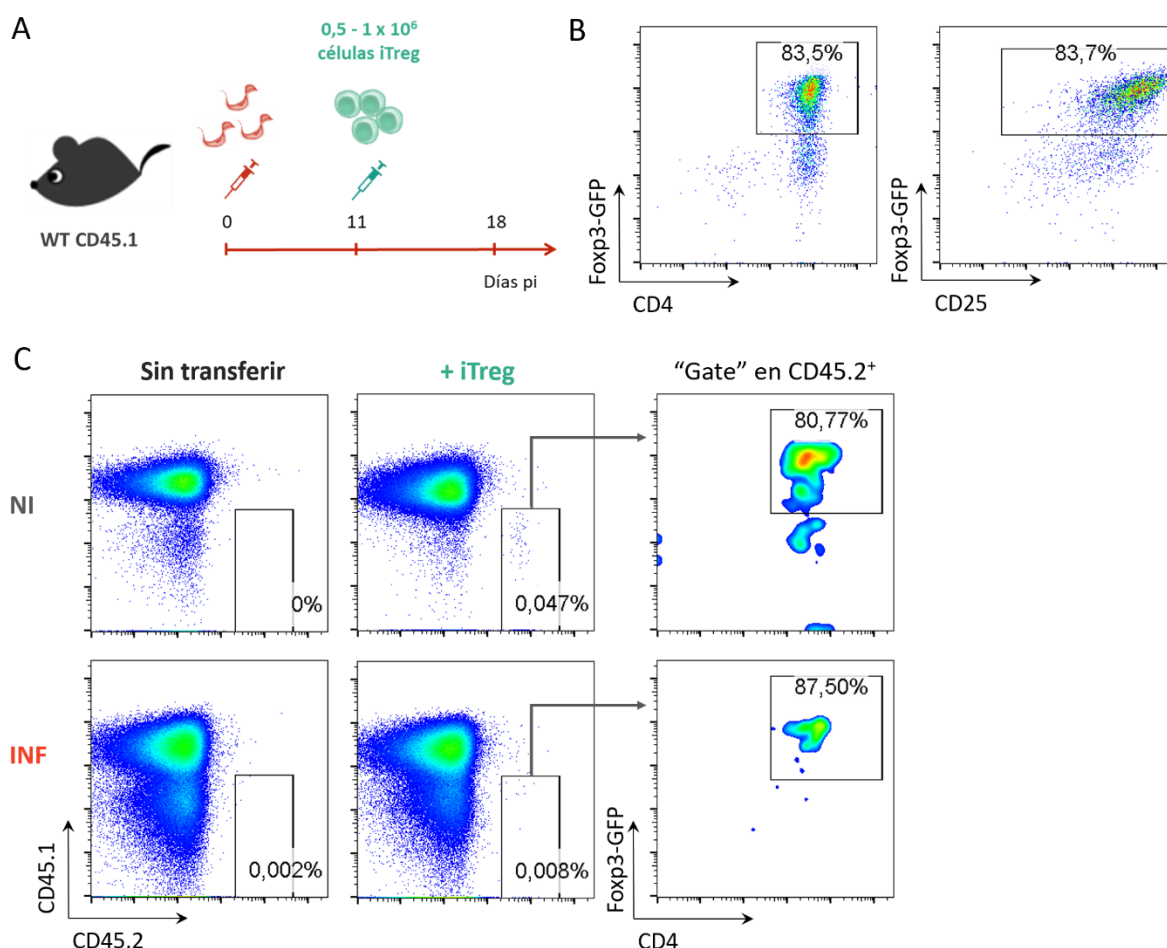 A
0,5 - 1 x 10⁶
células iTreg
WT CD45.1
0
11
18
Días pi
B
83,5%
Foxp3-GFP
CD4
83,7%
Foxp3-GFP
CD25
C
Sin transferir
+ iTreg
“Gate” en CD45.2⁺
NI
0%
0,047%
80,77%
INF
0,002%
0,008%
87,50%
CD45.1
CD45.2
Foxp3-GFP
CD4